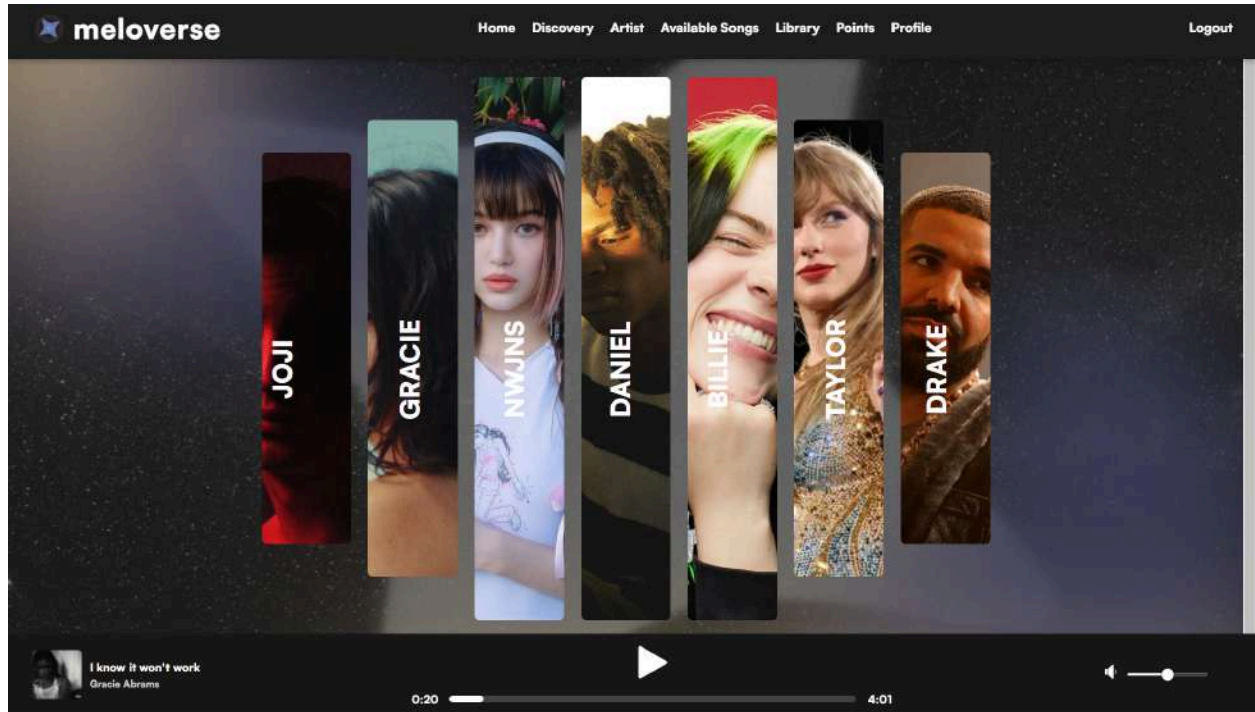 meloverse
Home Discovery Artist Available Songs Library Points Profile
Logout
JOJI
GRACIE
NWJNS
DANIEL
BILLIE
TAYLOR
DRAKE
I know it won't work
Gracie Abrams
0:20
4:01